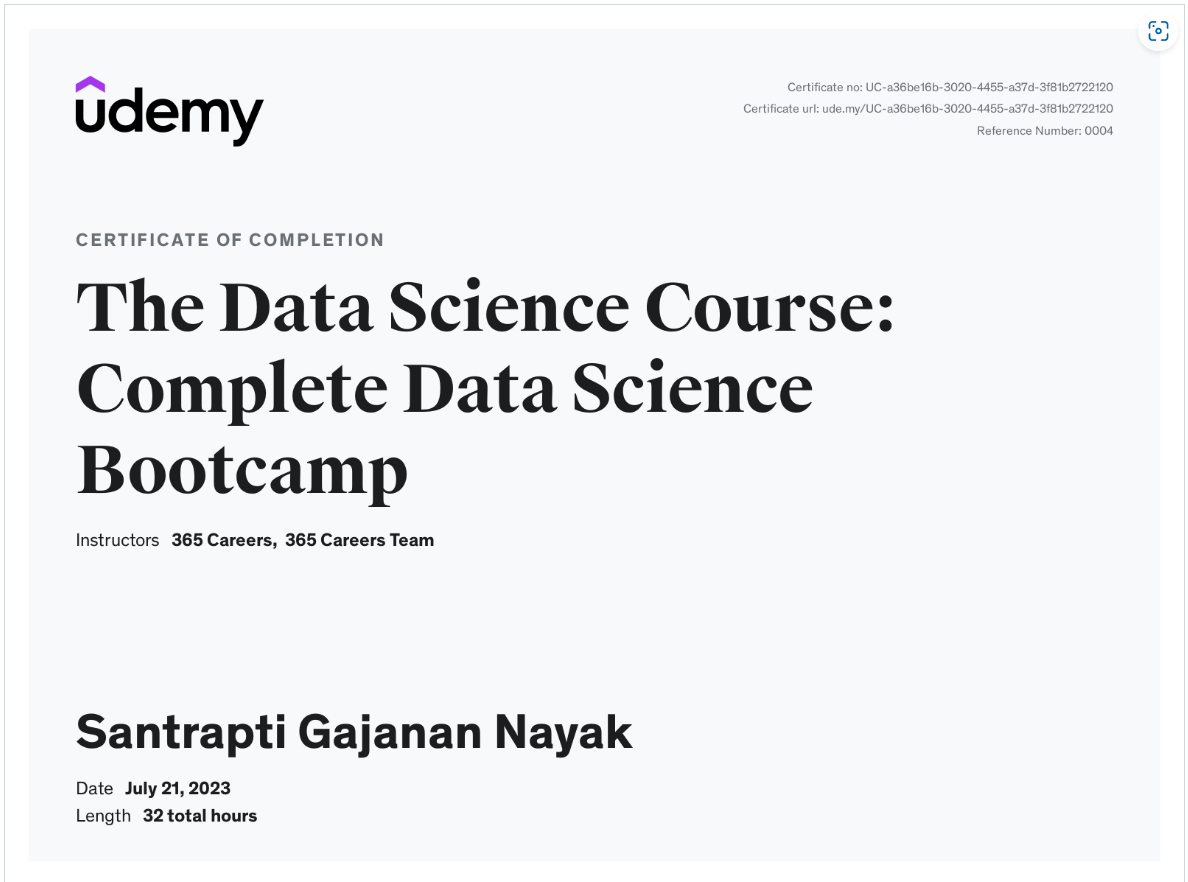 udemy
Certificate no: UC-a36be16b-3020-4455-a37d-3f81b2722120
Certificate url: ude.my/UC-a36be16b-3020-4455-a37d-3f81b2722120
Reference Number: 0004
CERTIFICATE OF COMPLETION
The Data Science Course:
Complete Data Science
Bootcamp
Instructors 365 Careers, 365 Careers Team
Santrapti Gajanan Nayak
Date July 21, 2023
Length 32 total hours